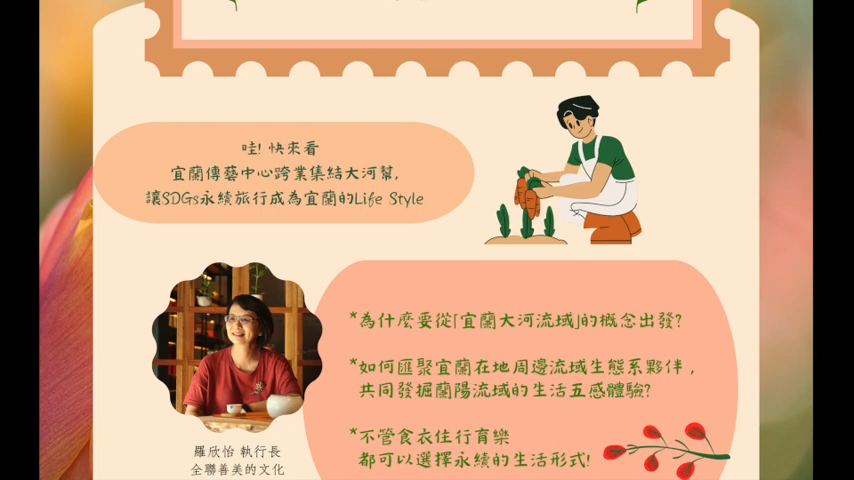 哇! 快來看
宜蘭傳藝中心跨業集結大河幫,
讓SDGs永續旅行成為宜蘭的Life Style
*為什麼要從「宜蘭大河流域」的概念出發?
*如何匯聚宜蘭在地周邊流域生態系夥伴,
共同發掘蘭陽流域的生活五感體驗?
*不管食衣住行育樂
都可以選擇永續的生活形式!
羅欣怡 執行長
全聯善美的文化